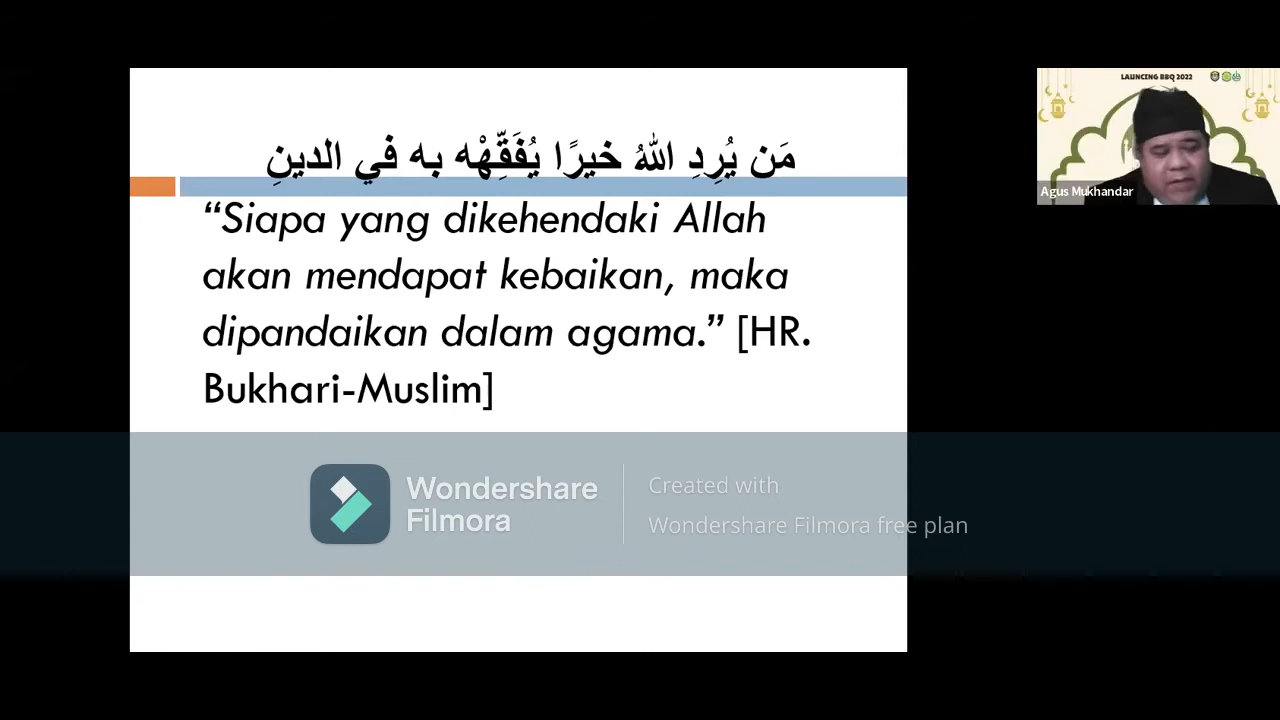 LAUNCING BBQ 2022
Agus Mukhandar
مَن يُرِدِ اللهُ خيرًا يُفَقِّهْه به في الدينِ
“Siapa yang dikehendaki Allah
akan mendapat kebaikan, maka
dipandaikan dalam agama.” [HR.
Bukhari-Muslim]
Wondershare
Filmora
Created with
Wondershare Filmora free plan